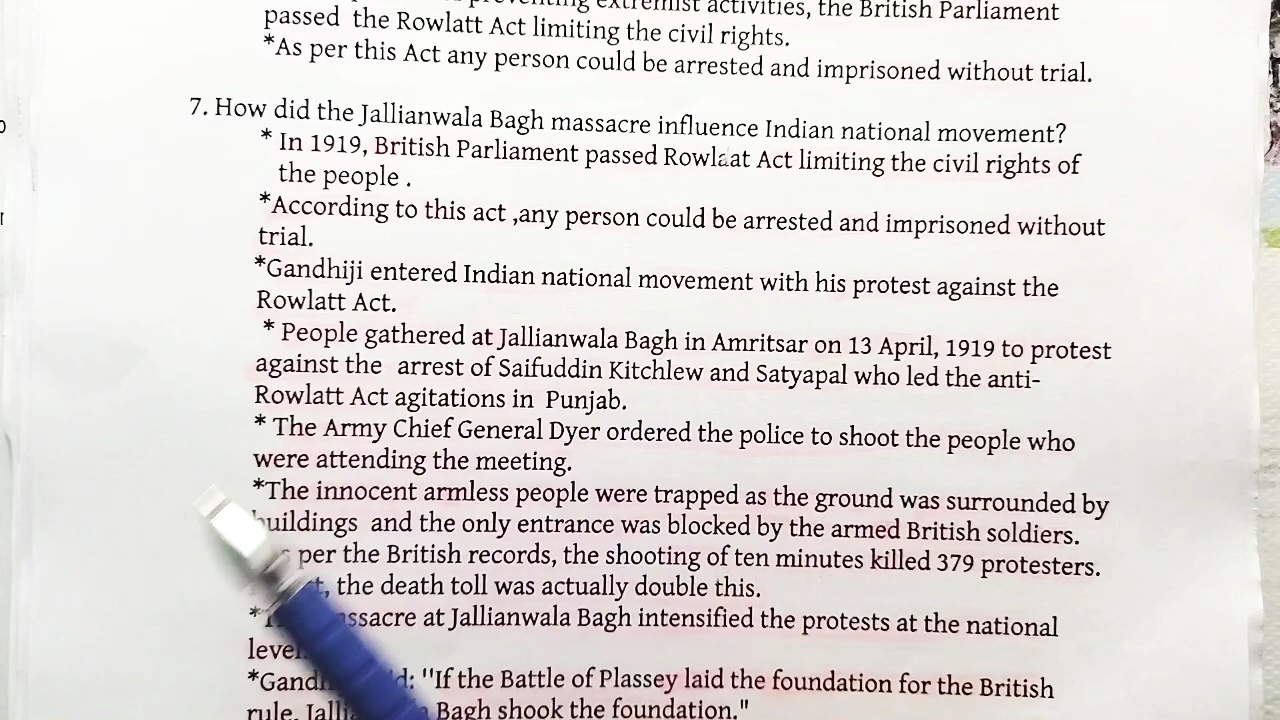 extremist activities, the British Parliament
passed the Rowlatt Act limiting the civil rights.
*As per this Act any person could be arrested and imprisoned without trial.
7. How did the Jallianwala Bagh massacre influence Indian national movement?
* In 1919, British Parliament passed Rowlaat Act limiting the civil rights of
the people .
*According to this act ,any person could be arrested and imprisoned without
trial.
*Gandhiji entered Indian national movement with his protest against the
Rowlatt Act.
* People gathered at Jallianwala Bagh in Amritsar on 13 April, 1919 to protest
against the arrest of Saifuddin Kitchlew and Satyapal who led the anti-
Rowlatt Act agitations in Punjab.
* The Army Chief General Dyer ordered the police to shoot the people who
were attending the meeting.
*The innocent armless people were trapped as the ground was surrounded by
buildings and the only entrance was blocked by the armed British soldiers.
per the British records, the shooting of ten minutes killed 379 protesters.
the death toll was actually double this.
massacre at Jallianwala Bagh intensified the protests at the national
level
"If the Battle of Plassey laid the foundation for the British
rule, Bagh shook the foundation."